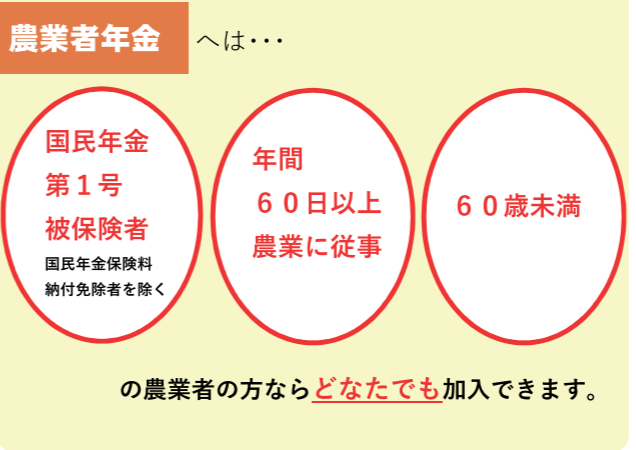 農業者年金 へは･･･
国民年金
第１号
被保険者
国民年金保険料
納付免除者を除く
年間
６０日以上
農業に従事
６０歳未満
の農業者の方ならどなたでも加入できます。